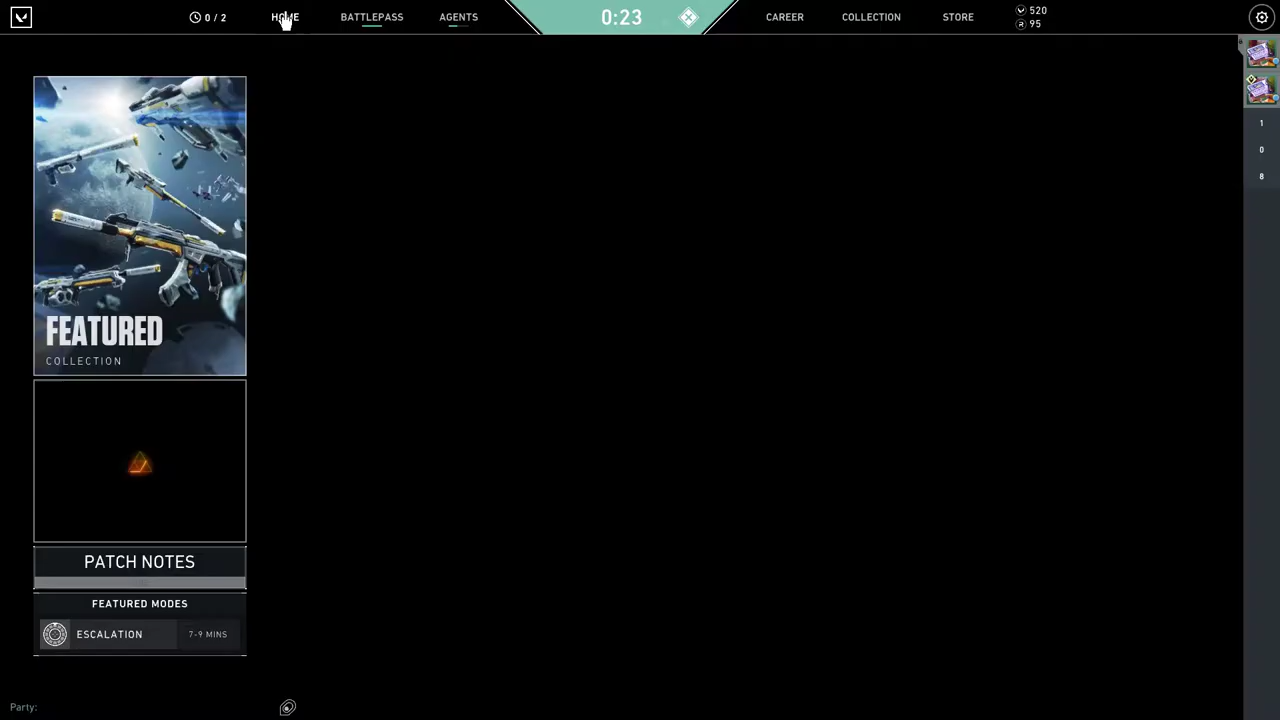 0 / 2
HOME
BATTLEPASS
AGENTS
0:23
CAREER
COLLECTION
STORE
520
95
FEATURED
COLLECTION
PATCH NOTES
FEATURED MODES
ESCALATION
7-9 MINS
1
0
8
Party: